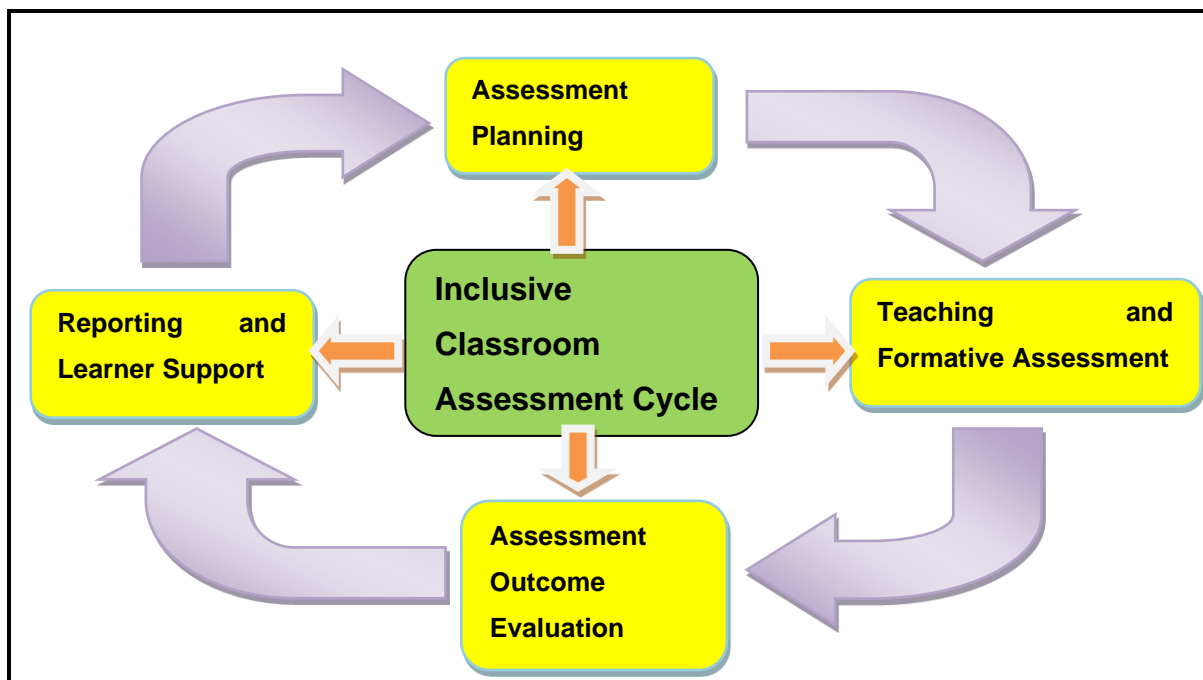 Assessment
Planning
Inclusive
Classroom
Assessment Cycle
Reporting and
Learner Support
Teaching and
Formative Assessment
Assessment
Outcome
Evaluation